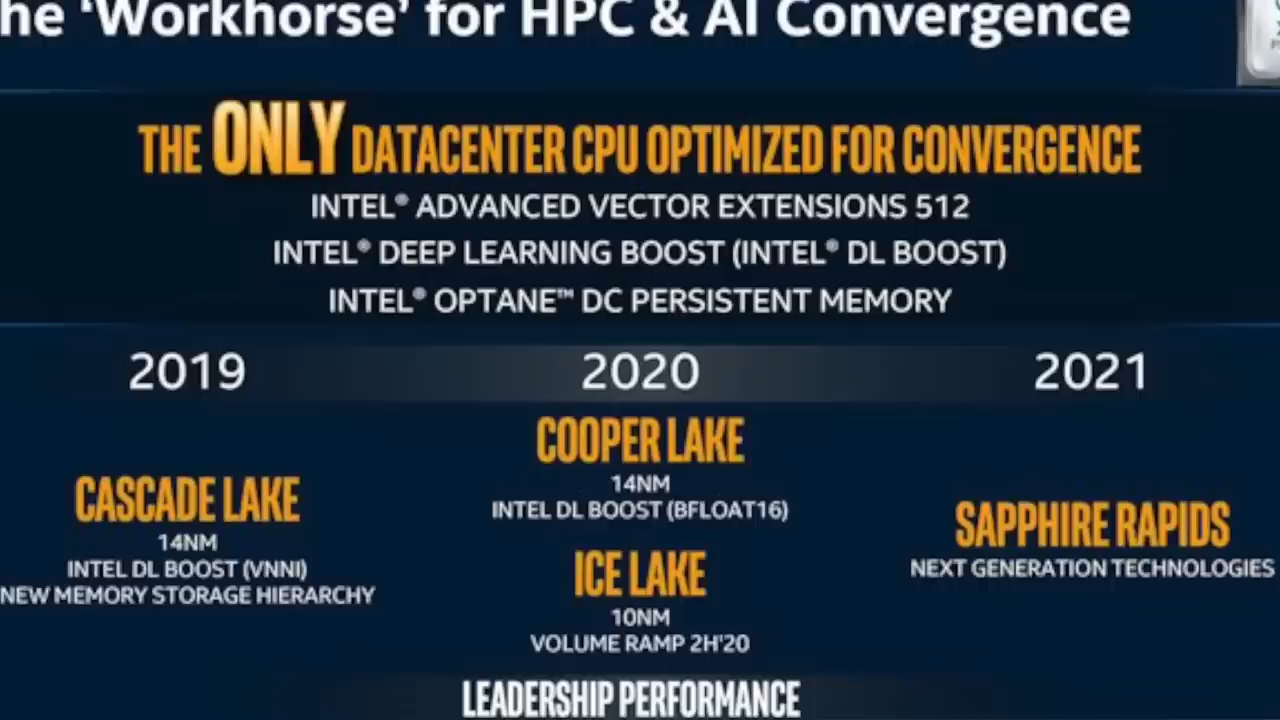 he ‘Workhorse’ for HPC & AI Convergence
THE ONLY DATACENTER CPU OPTIMIZED FOR CONVERGENCE
INTEL® ADVANCED VECTOR EXTENSIONS 512
INTEL® DEEP LEARNING BOOST (INTEL® DL BOOST)
INTEL® OPTANE™ DC PERSISTENT MEMORY
2019
2020
2021
CASCADE LAKE
14NM
INTEL DL BOOST (VNNI)
NEW MEMORY STORAGE HIERARCHY
COOPER LAKE
14NM
INTEL DL BOOST (BFLOAT16)
ICE LAKE
10NM
VOLUME RAMP 2H'20
SAPPHIRE RAPIDS
NEXT GENERATION TECHNOLOGIES
LEADERSHIP PERFORMANCE